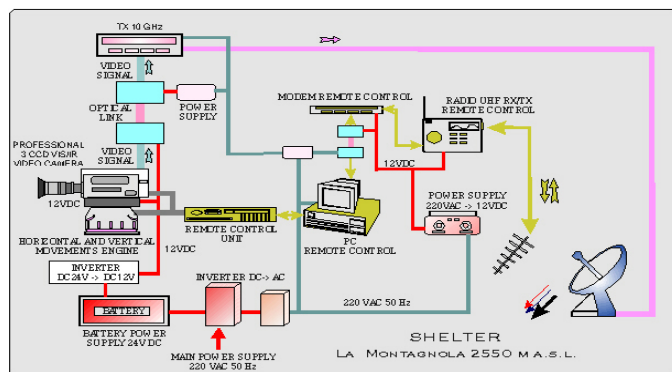 TX 10 GHz
VIDEO
SIGNAL
OPTICAL
LINK
POWER
SUPPLY
VIDEO
SIGNAL
PROFESSIONAL
3 CCD VIS/IR
VIDEO CAMERA
12VDC
HORIZONTAL AND VERTICAL
MOVEMENTS ENGINE
12VDC
INVERTER
DC24V -> DC12V
BATTERY
BATTERY POWER
SUPPLY 24V DC
REMOTE CONTROL
UNIT
INVERTER DC-> AC
MAIN POWER SUPPLY
220 VAC 50 Hz
MODEM REMOTE CONTROL
RADIO UHF RX/TX
REMOTE CONTROL
12VDC
POWER SUPPLY
220VAC -> 12VDC
PC
REMOTE CONTROL
220 VAC 50 Hz
SHELTER
LA MONTAGNOLA 2550 M A.S.L.